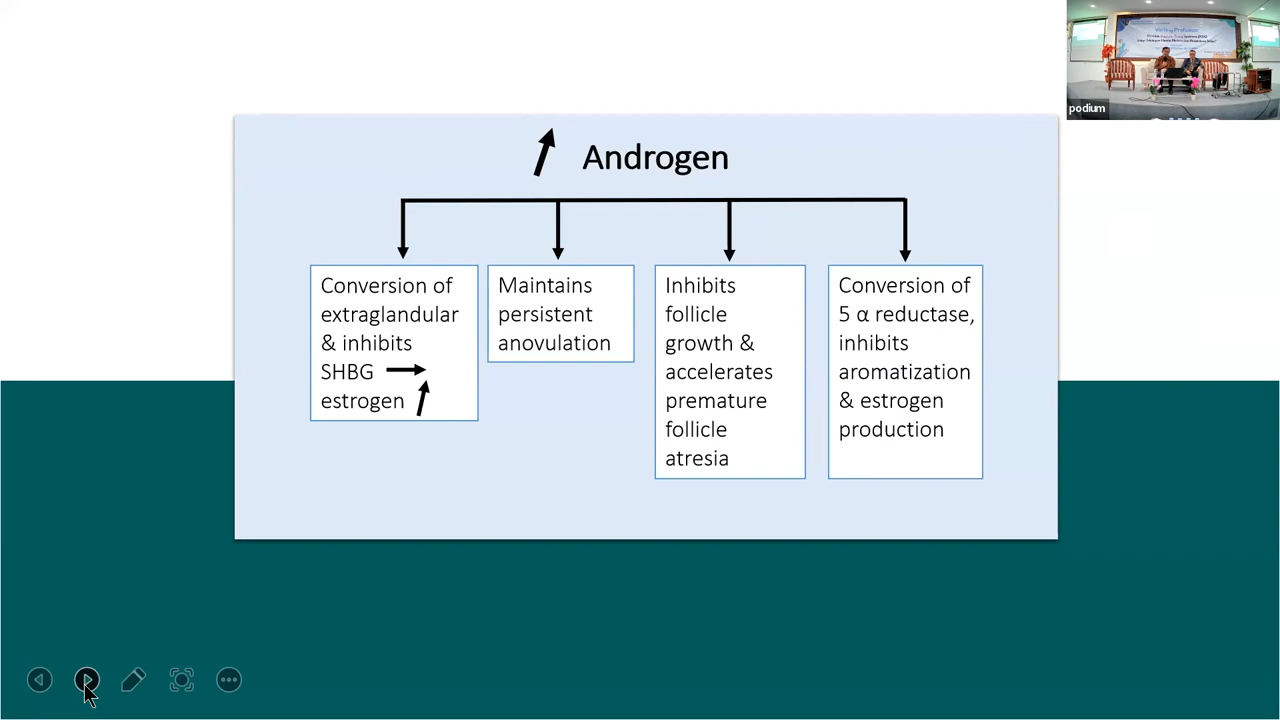 podium
Androgen
Conversion of
extraglandular
& inhibits
SHBG
estrogen
Maintains
persistent
anovulation
Inhibits
follicle
growth &
accelerates
premature
follicle
atresia
Conversion of
5 α reductase,
inhibits
aromatization
& estrogen
production